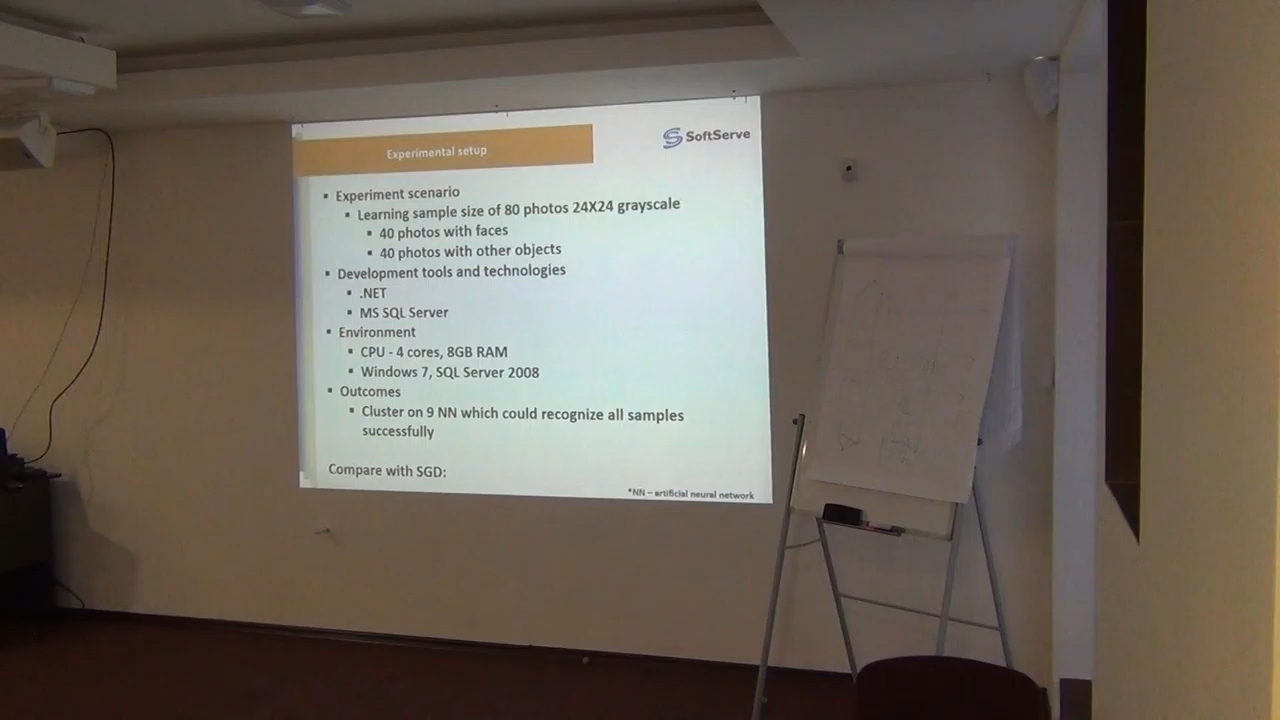 Experimental setup
SoftServe
▪ Experiment scenario
▪ Learning sample size of 80 photos 24X24 grayscale
▪ 40 photos with faces
▪ 40 photos with other objects
▪ Development tools and technologies
▪ .NET
▪ MS SQL Server
▪ Environment
▪ CPU - 4 cores, 8GB RAM
▪ Windows 7, SQL Server 2008
▪ Outcomes
▪ Cluster on 9 NN which could recognize all samples
successfully
Compare with SGD:
*NN – artificial neural network